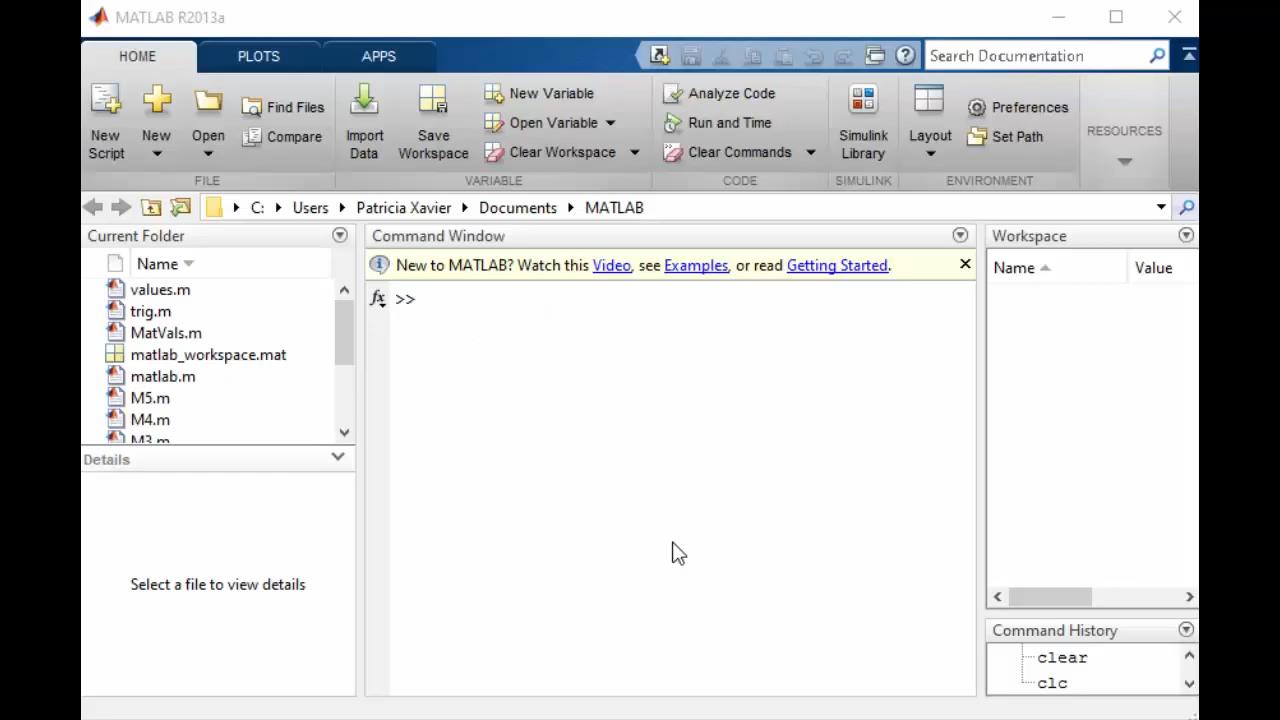 MATLAB R2013a
HOME PLOTS APPS Search Documentation
New Script
New
Open
Find Files
Compare
FILE
Import Data
Save Workspace
New Variable
Open Variable
Clear Workspace
VARIABLE
Analyze Code
Run and Time
Clear Commands
CODE
Simulink Library
SIMULINK
Layout
Preferences
Set Path
ENVIRONMENT
RESOURCES
C: Users Patricia Xavier Documents MATLAB
Current Folder
Name
values.m
trig.m
MatVals.m
matlab_workspace.mat
matlab.m
M5.m
M4.m
M3.m
Details
Select a file to view details
Command Window
New to MATLAB? Watch this Video, see Examples, or read Getting Started.
fx >>
Workspace
Name Value
Command History
clear
clc